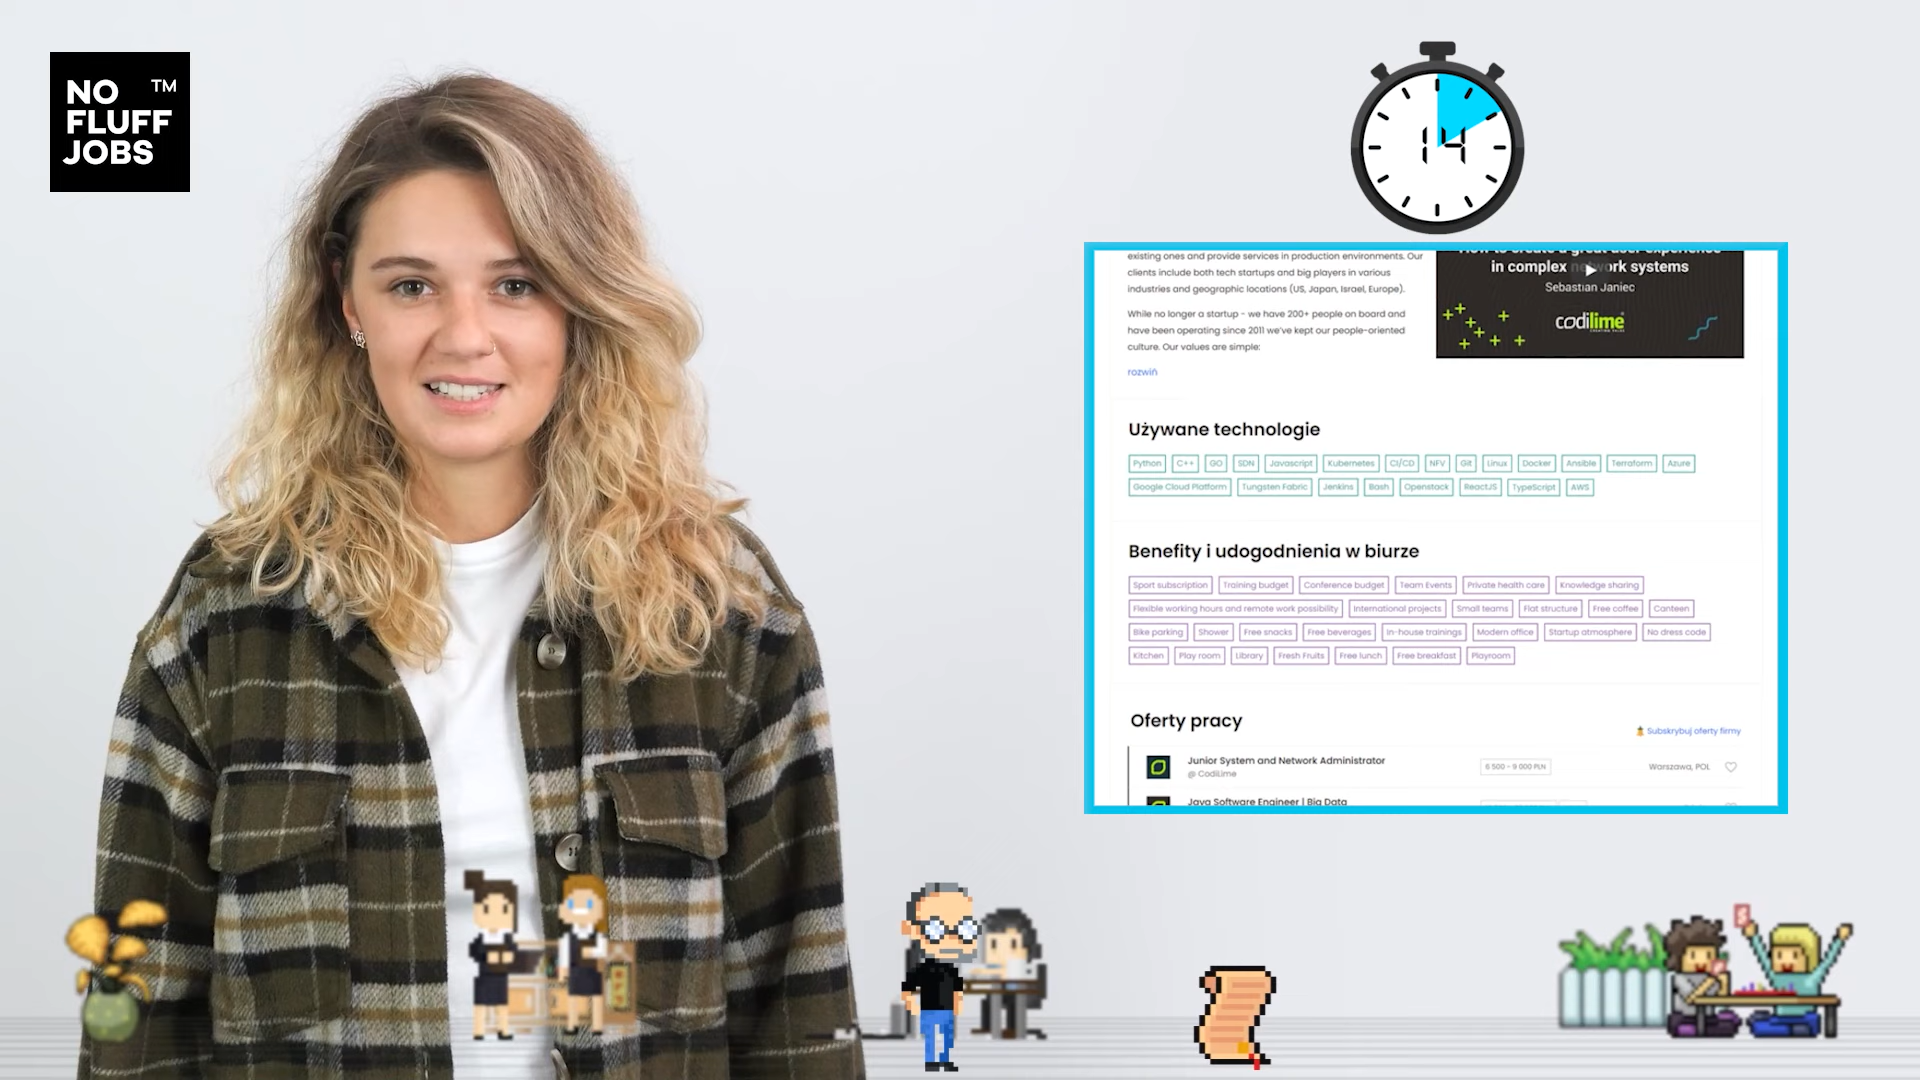 NO ™
FLUFF
JOBS
14
existing ones and provide services in production environments. Our
clients include both tech startups and big players in various
industries and geographic locations (US, Japan, Israel, Europe).
While no longer a startup - we have 200+ people on board and
have been operating since 2011 we've kept our people-oriented
culture. Our values are simple:
rozwiń
How to create a great user experience
in complex network systems
Sebastian Janiec
codilime
Używane technologie
Python C++ GO SDN Javascript Kubernetes CI/CD NFV Git Linux Docker Ansible Terraform Azure
Google Cloud Platform Tungsten Fabric Jenkins Bash Openstack ReactJS TypeScript AWS
Benefity i udogodnienia w biurze
Sport subscription Training budget Conference budget Team Events Private health care Knowledge sharing
Flexible working hours and remote work possibility International projects Small teams Flat structure Free coffee Canteen
Bike parking Shower Free snacks Free beverages In-house trainings Modern office Startup atmosphere No dress code
Kitchen Play room Library Fresh Fruits Free lunch Free breakfast Playroom
Oferty pracy
Subskrybuj oferty firmy
Junior System and Network Administrator
@ CodiLime
6 500 - 9 000 PLN
Warszawa, POL
Java Software Engineer | Big Data